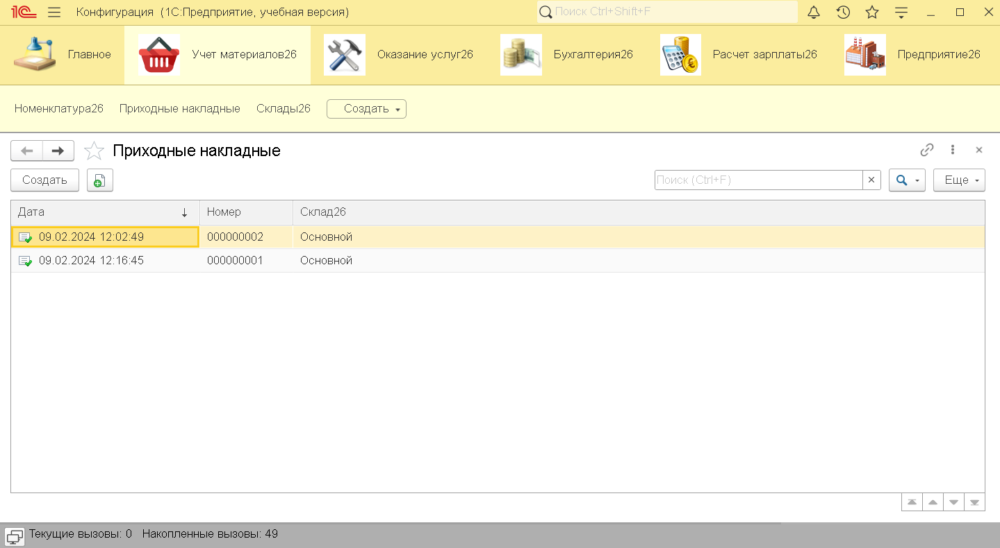 1С Конфигурация (1С:Предприятие, учебная версия) Поиск Ctrl+Shift+F
Главное Учет материалов26 Оказание услуг26 Бухгалтерия26 Расчет зарплаты26 Предприятие26
Номенклатура26 Приходные накладные Склады26 Создать
Приходные накладные
Создать Поиск (Ctrl+F) Еще
Дата Номер Склад26
09.02.2024 12:02:49 000000002 Основной
09.02.2024 12:16:45 000000001 Основной
Текущие вызовы: 0 Накопленные вызовы: 49